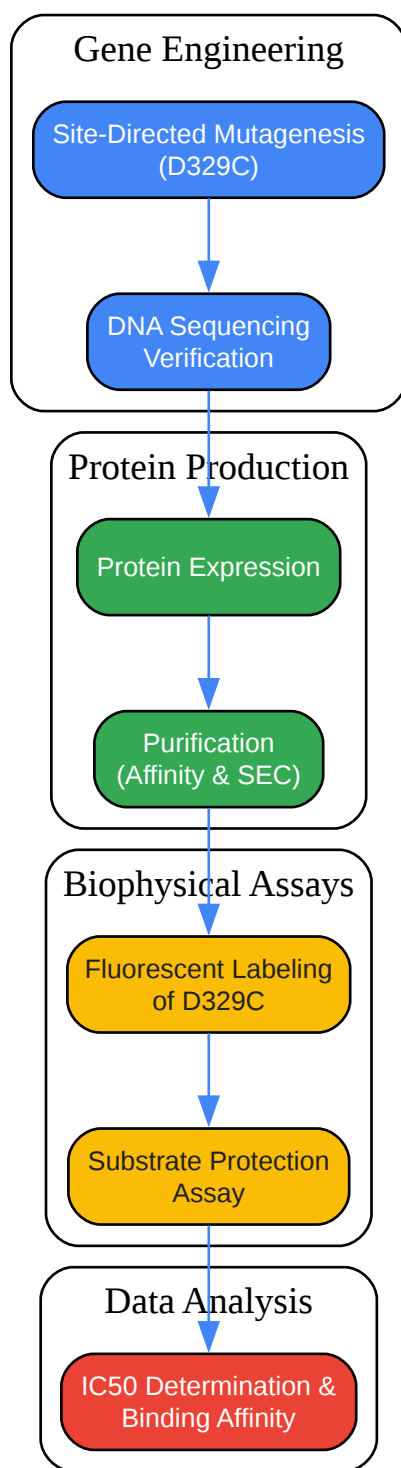 Gene Engineering
Site-Directed Mutagenesis
(D329C)
DNA Sequencing
Verification
Protein Production
Protein Expression
Purification
(Affinity & SEC)
Biophysical Assays
Fluorescent Labeling
of D329C
Substrate Protection
Assay
Data Analysis
IC50 Determination &
Binding Affinity